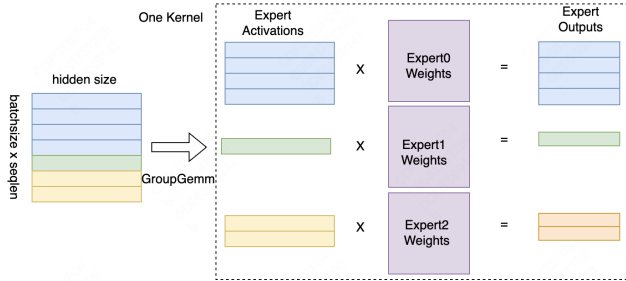 One Kernel
Expert
Activations
Expert
Outputs
hidden size
batchsize x seqlen
GroupGemm
X
Expert0
Weights
=
X
Expert1
Weights
=
X
Expert2
Weights
=